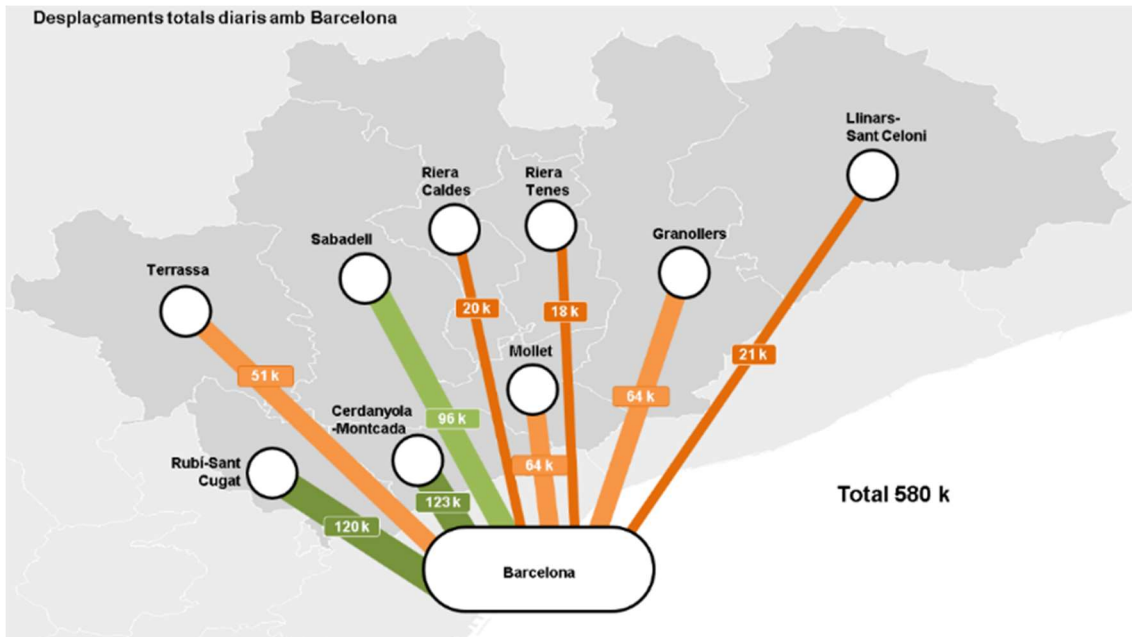 Desplaçaments totals diaris amb Barcelona
Llinars-
Sant Celoni
Riera
Caldes
Riera
Tenes
Sabadell
Granollers
Terrassa
20 k
18 k
Mollet
21 k
51 k
64 k
Cerdanyola
-Montcada
96 k
Rubí-Sant
Cugat
64 k
123 k
Total 580 k
120 k
Barcelona